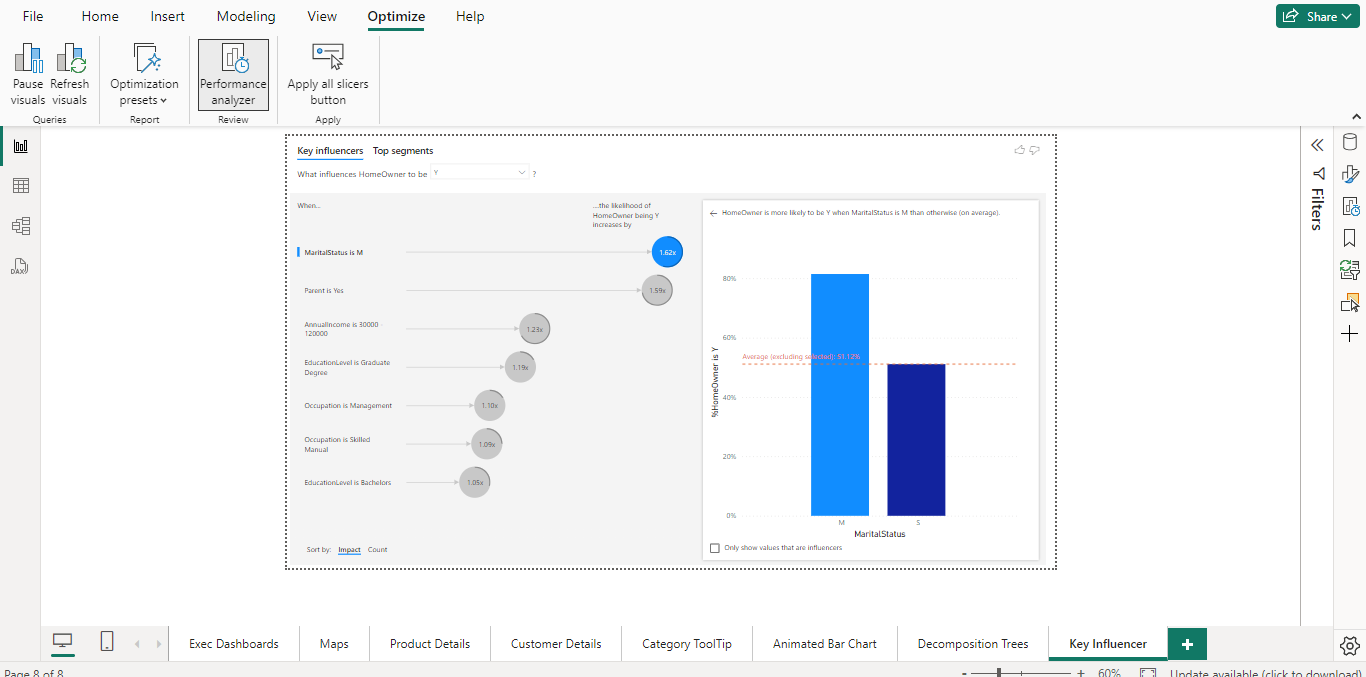 File Home Insert Modeling View Optimize Help Share
Pause visuals
Refresh visuals
Optimization presets
Performance analyzer
Apply all slicers button
Queries Report Review Apply
Key influencers Top segments
What influences HomeOwner to be Y ?
When...
...the likelihood of
HomeOwner being Y
increases by
MaritalStatus is M 1.62x
Parent is Yes 1.59x
AnnualIncome is 30000 -
120000
1.23x
EducationLevel is Graduate
Degree
1.19x
Occupation is Management 1.10x
Occupation is Skilled
Manual
1.09x
EducationLevel is Bachelors 1.05x
Sort by: Impact Count
HomeOwner is more likely to be Y when MaritalStatus is M than otherwise (on average).
%HomeOwner is Y
80%
60%
Average (excluding selected): 51.12%
40%
20%
0%
M S
MaritalStatus
Only show values that are influencers
Filters
DAX
Exec Dashboards Maps Product Details Customer Details Category ToolTip Animated Bar Chart Decomposition Trees Key Influencer +
Page 8 of 8 - + 60% Update available (click to download)